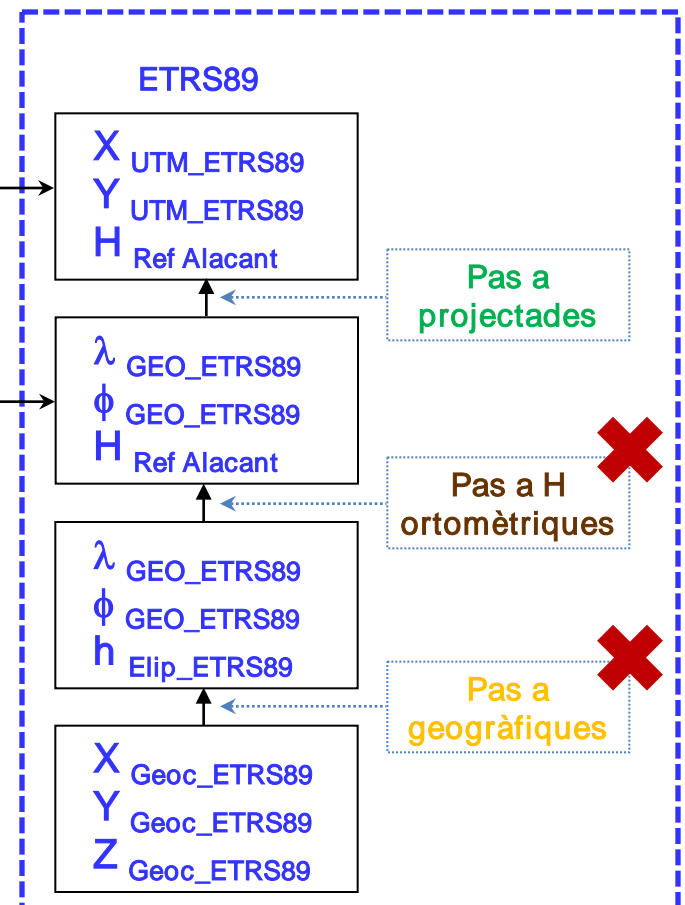 ETRS89
X UTM_ETRS89
Y UTM_ETRS89
H Ref Alacant
Pas a
projectades
λ GEO_ETRS89
ϕ GEO_ETRS89
H Ref Alacant
Pas a H
ortomètriques
λ GEO_ETRS89
ϕ GEO_ETRS89
h Elip_ETRS89
Pas a
geogràfiques
X Geoc_ETRS89
Y Geoc_ETRS89
Z Geoc_ETRS89